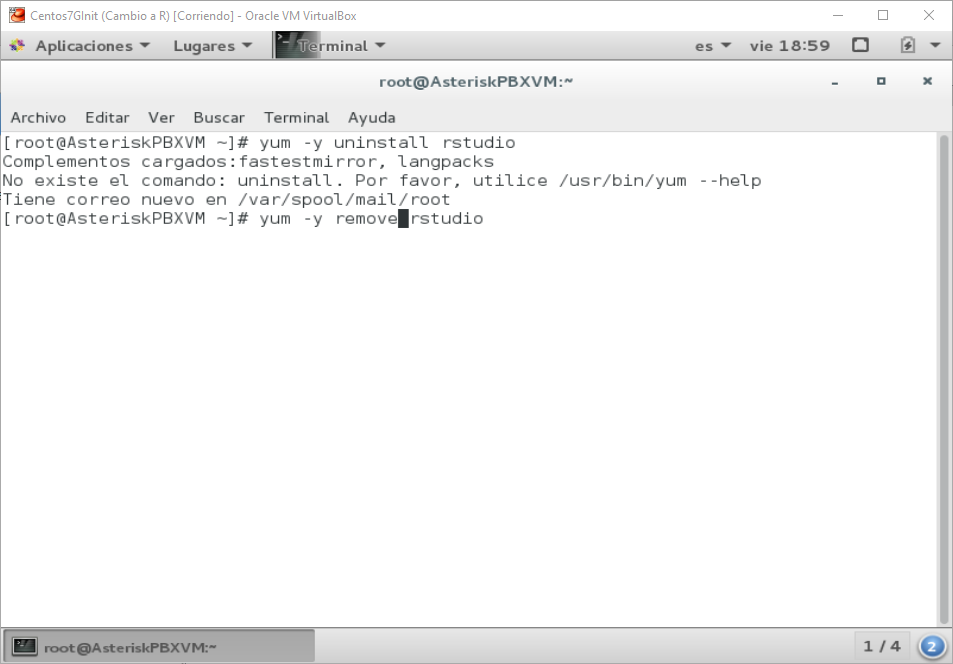 Centos7GInit (Cambio a R) [Corriendo] - Oracle VM VirtualBox
Aplicaciones Lugares Terminal es vie 18:59
root@AsteriskPBXVM:~
Archivo Editar Ver Buscar Terminal Ayuda
[root@AsteriskPBXVM ~]# yum -y uninstall rstudio
Complementos cargados:fastestmirror, langpacks
No existe el comando: uninstall. Por favor, utilice /usr/bin/yum --help
Tiene correo nuevo en /var/spool/mail/root
[root@AsteriskPBXVM ~]# yum -y remove rstudio
root@AsteriskPBXVM:~ 1 / 4 2